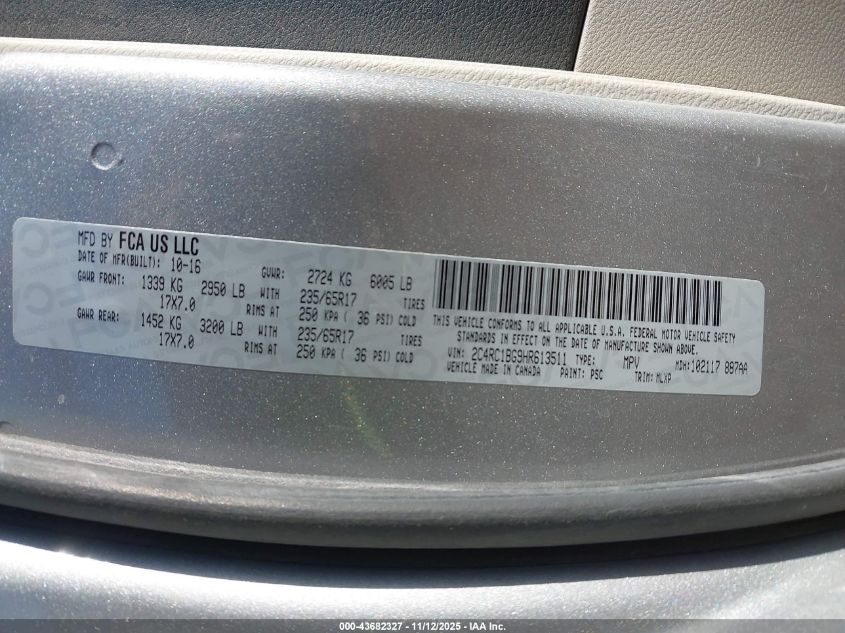 MFD BY FCA US LLC
DATE OF MFR(BUILT): 10-16
GVWR: 2724 KG 6005 LB
GAWR FRONT: 1339 KG 2950 LB WITH 235/65R17 TIRES
17X7.0 RIMS AT 250 KPA ( 36 PSI) COLD
GAWR REAR: 1452 KG 3200 LB WITH 235/65R17 TIRES
17X7.0 RIMS AT 250 KPA ( 36 PSI) COLD
THIS VEHICLE CONFORMS TO ALL APPLICABLE U.S.A. FEDERAL MOTOR VEHICLE SAFETY
STANDARDS IN EFFECT ON THE DATE OF MANUFACTURE SHOWN ABOVE.
VIN: 2C4RC1BG9HR613511 TYPE: MPV MDH:102117 887AA
VEHICLE MADE IN CANADA PAINT: PSC TRIM: MLXP
000-43682327 - 11/12/2025 - IAA Inc.